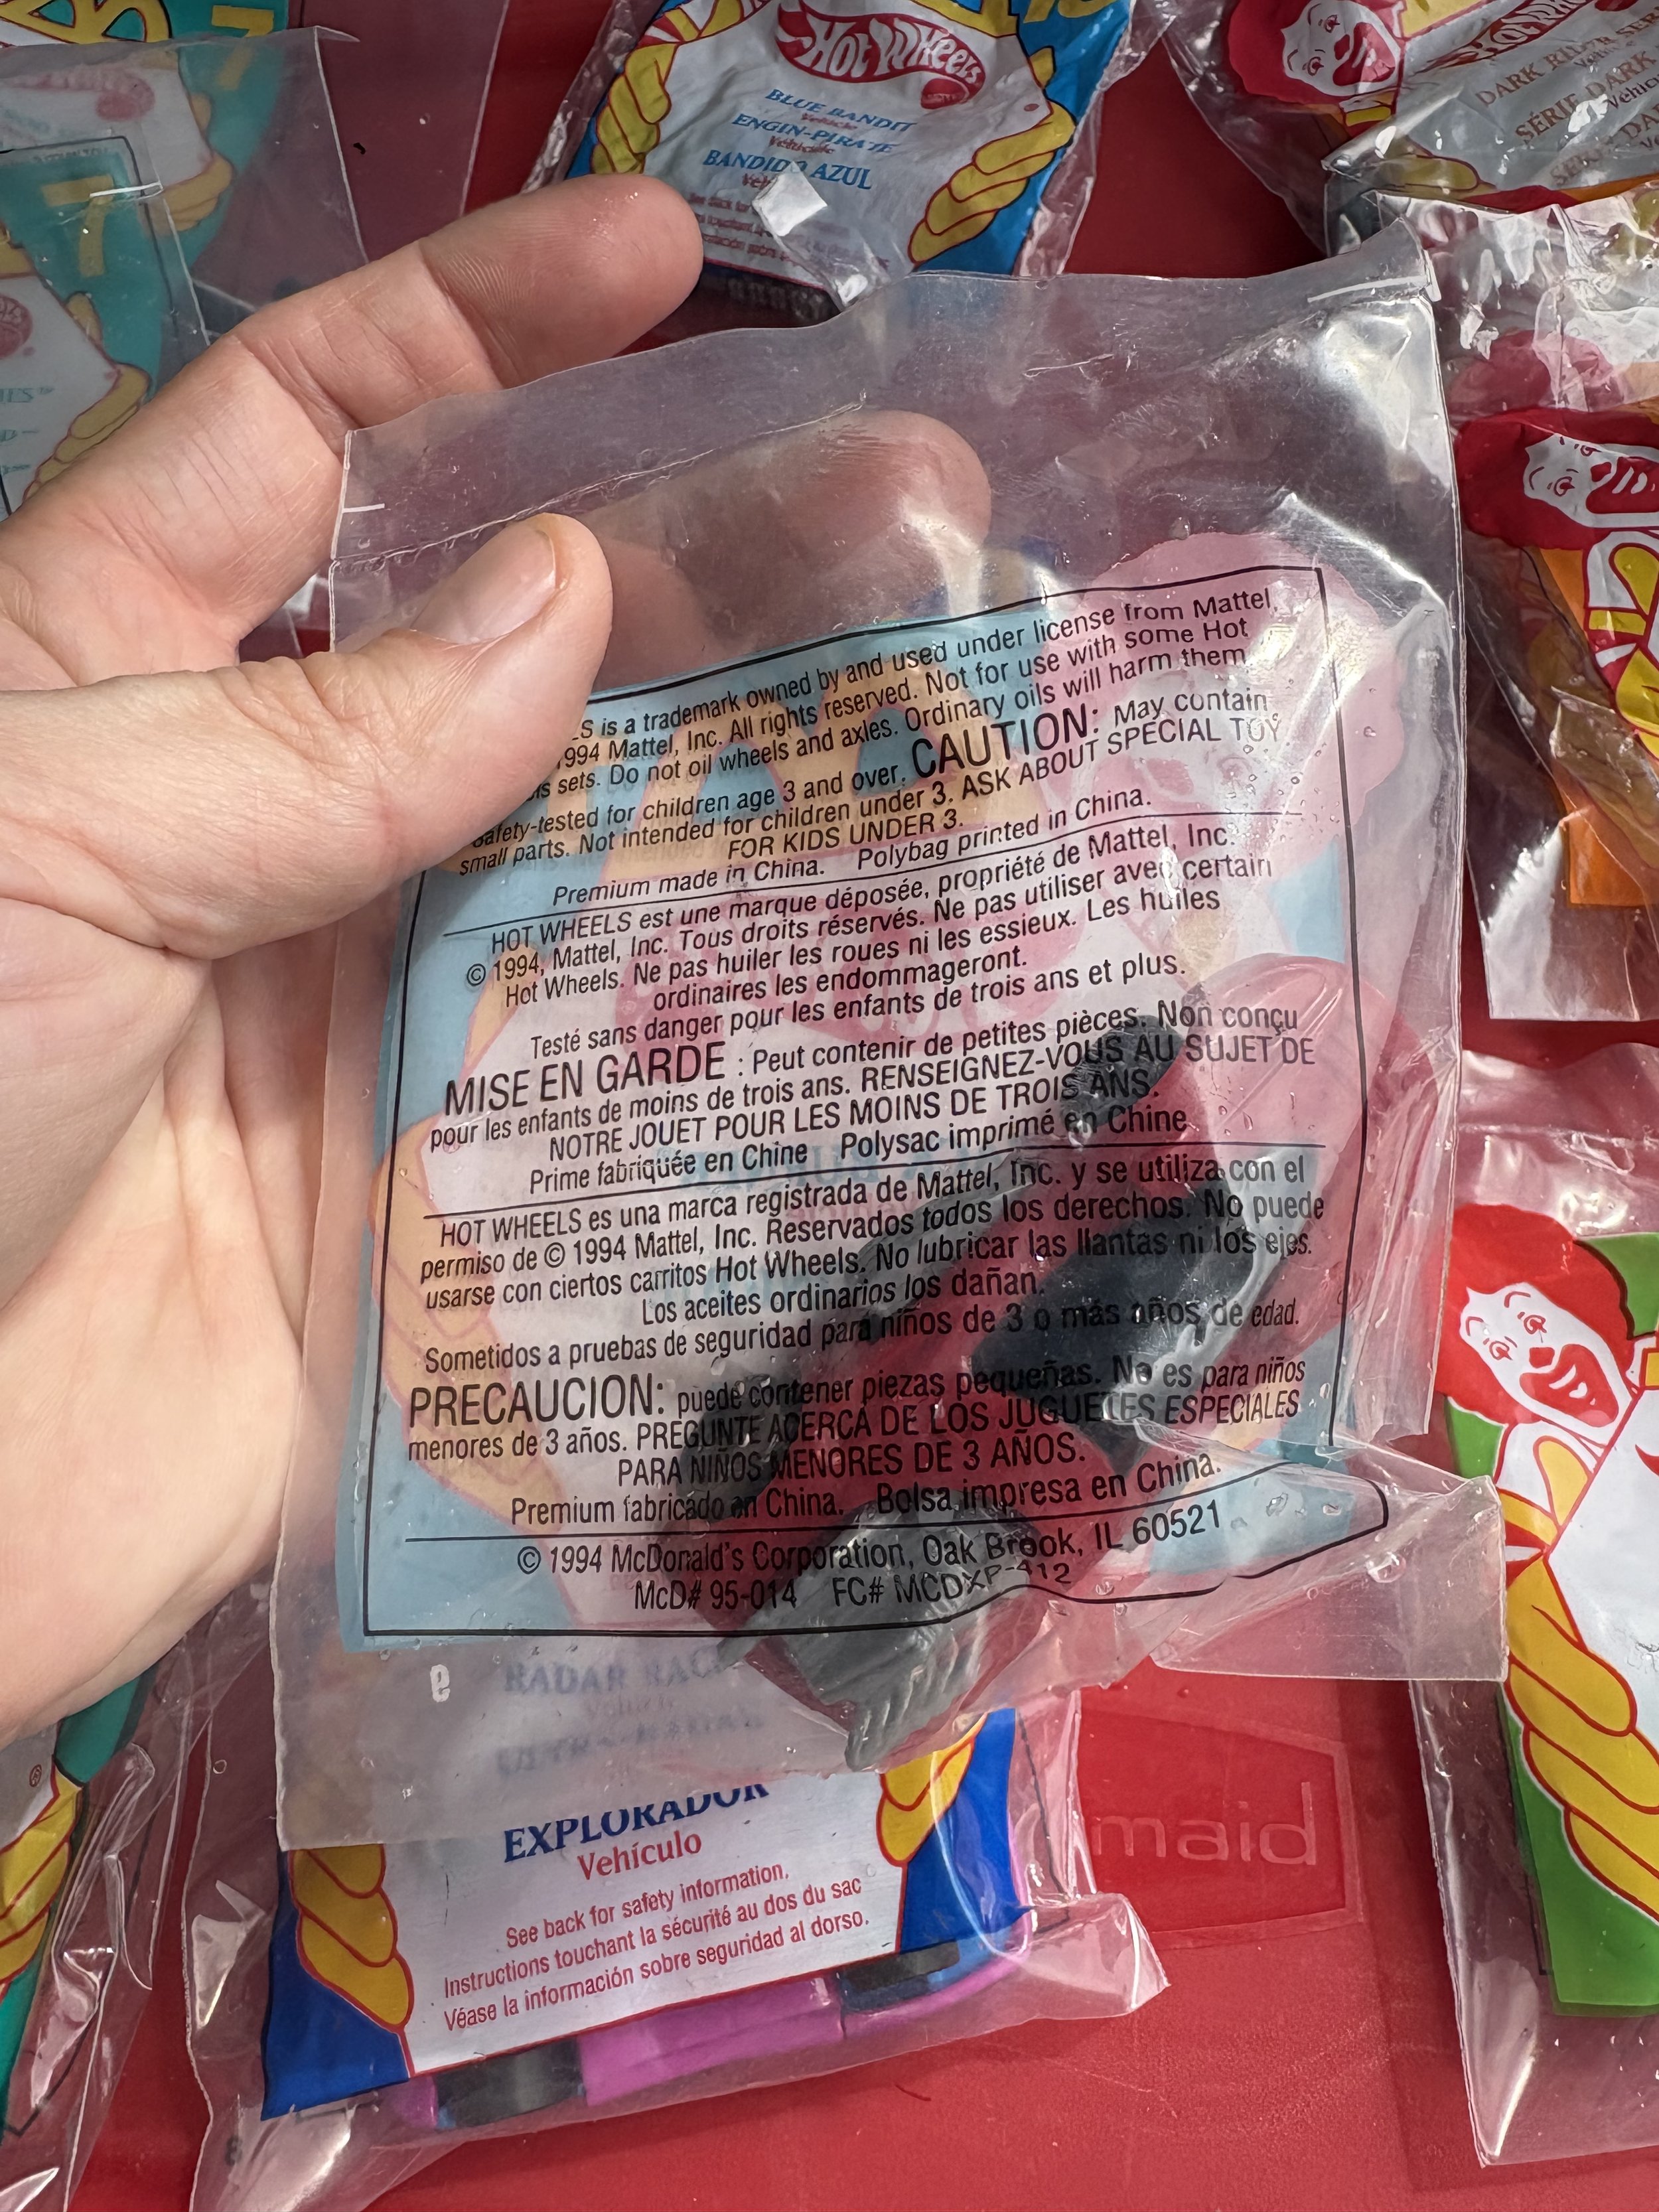 7
7
HOT WHEELS
BLUE BANDIT
Vehicle
ENGIN-PIRATE
Véhicule
BANDIDO AZUL
DARK RIDER
SÉRIE DARK
S is a trademark owned by and used under license from Mattel,
994 Mattel, Inc. All rights reserved. Not for use with some Hot
sets. Do not oil wheels and axles. Ordinary oils will harm them.
afety-tested for children age 3 and over. CAUTION: May contain
small parts. Not intended for children under 3. ASK ABOUT SPECIAL TOY
FOR KIDS UNDER 3.
Premium made in China. Polybag printed in China.
HOT WHEELS est une marque déposée, propriété de Mattel, Inc.
© 1994, Mattel, Inc. Tous droits réservés. Ne pas utiliser avec certain
Hot Wheels. Ne pas huiler les roues ni les essieux. Les huiles
ordinaires les endommageront.
Testé sans danger pour les enfants de trois ans et plus.
MISE EN GARDE : Peut contenir de petites pièces. Non conçu
pour les enfants de moins de trois ans. RENSEIGNEZ-VOUS AU SUJET DE
NOTRE JOUET POUR LES MOINS DE TROIS ANS.
Prime fabriquée en Chine Polysac imprimé en Chine
HOT WHEELS es una marca registrada de Mattel, Inc. y se utiliza con el
permiso de © 1994 Mattel, Inc. Reservados todos los derechos. No puede
usarse con ciertos carritos Hot Wheels. No lubricar las llantas ni los ejes.
Los aceites ordinarios los dañan.
Sometidos a pruebas de seguridad para niños de 3 o más años de edad.
PRECAUCION: puede contener piezas pequeñas. No es para niños
menores de 3 años. PREGUNTE ACERCA DE LOS JUGUETES ESPECIALES
PARA NIÑOS MENORES DE 3 AÑOS.
Premium fabricado en China. Bolsa impresa en China.
© 1994 McDonald's Corporation, Oak Brook, IL 60521
McD# 95-014 FC# MCDXP-412
e
RADAR
EXPLORADOR
Vehículo
See back for safety information.
Instructions touchant la sécurité au dos du sac
Véase la información sobre seguridad al dorso.
maid